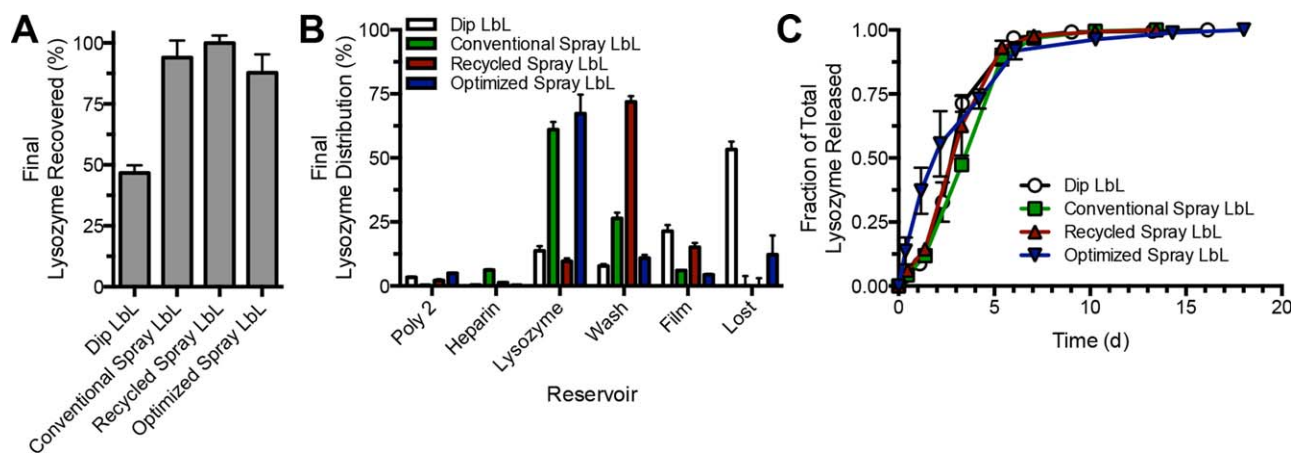 A
Final
Lysozyme Recovered (%)
125
100
75
50
25
0
Dip LbL
Conventional Spray LbL
Recycled Spray LbL
Optimized Spray LbL
B
Final
Lysozyme Distribution (%)
100
75
50
25
0
Dip LbL
Conventional Spray LbL
Recycled Spray LbL
Optimized Spray LbL
Poly 2
Heparin
Lysozyme
Wash
Film
Lost
Reservoir
C
Fraction of Total
Lysozyme Released
1.00
0.75
0.50
0.25
0.00
Dip LbL
Conventional Spray LbL
Recycled Spray LbL
Optimized Spray LbL
0
5
10
15
20
Time (d)